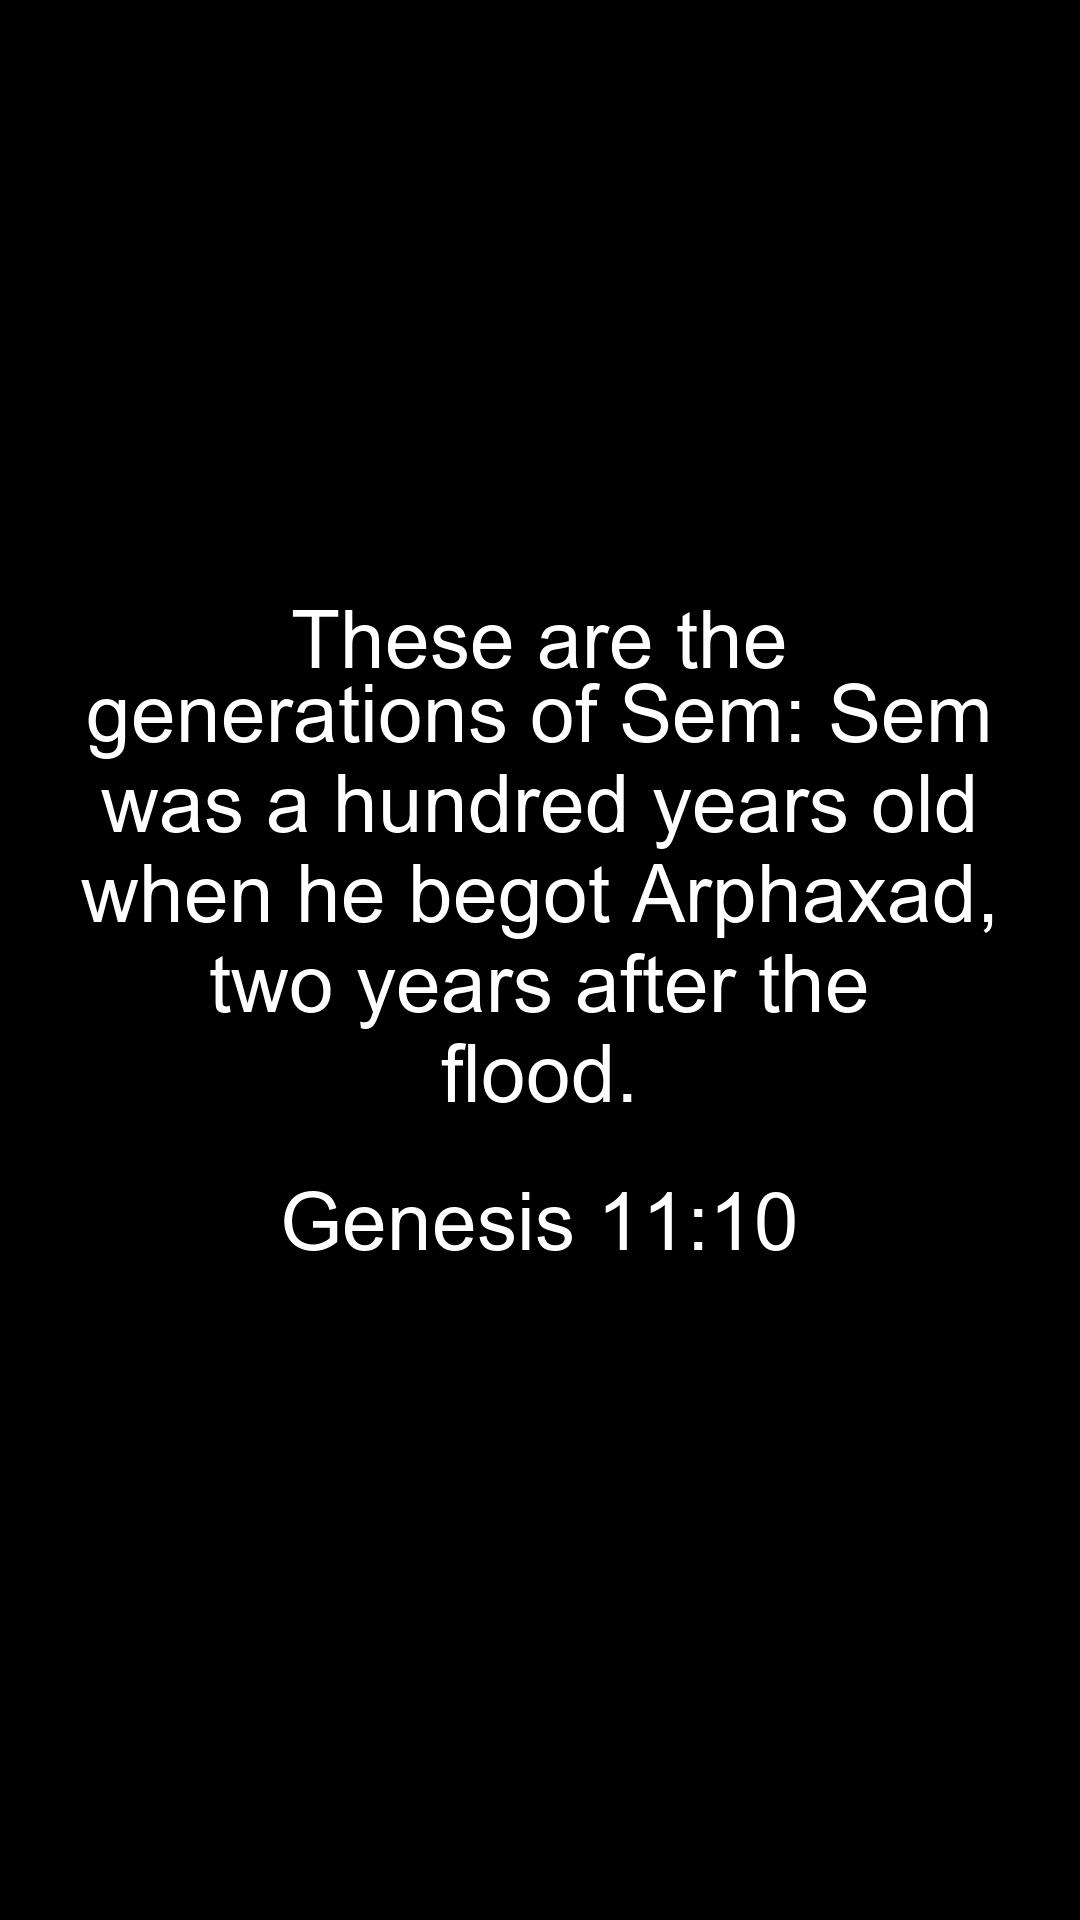 These are the
generations of Sem: Sem
was a hundred years old
when he begot Arphaxad,
two years after the
flood.
Genesis 11:10